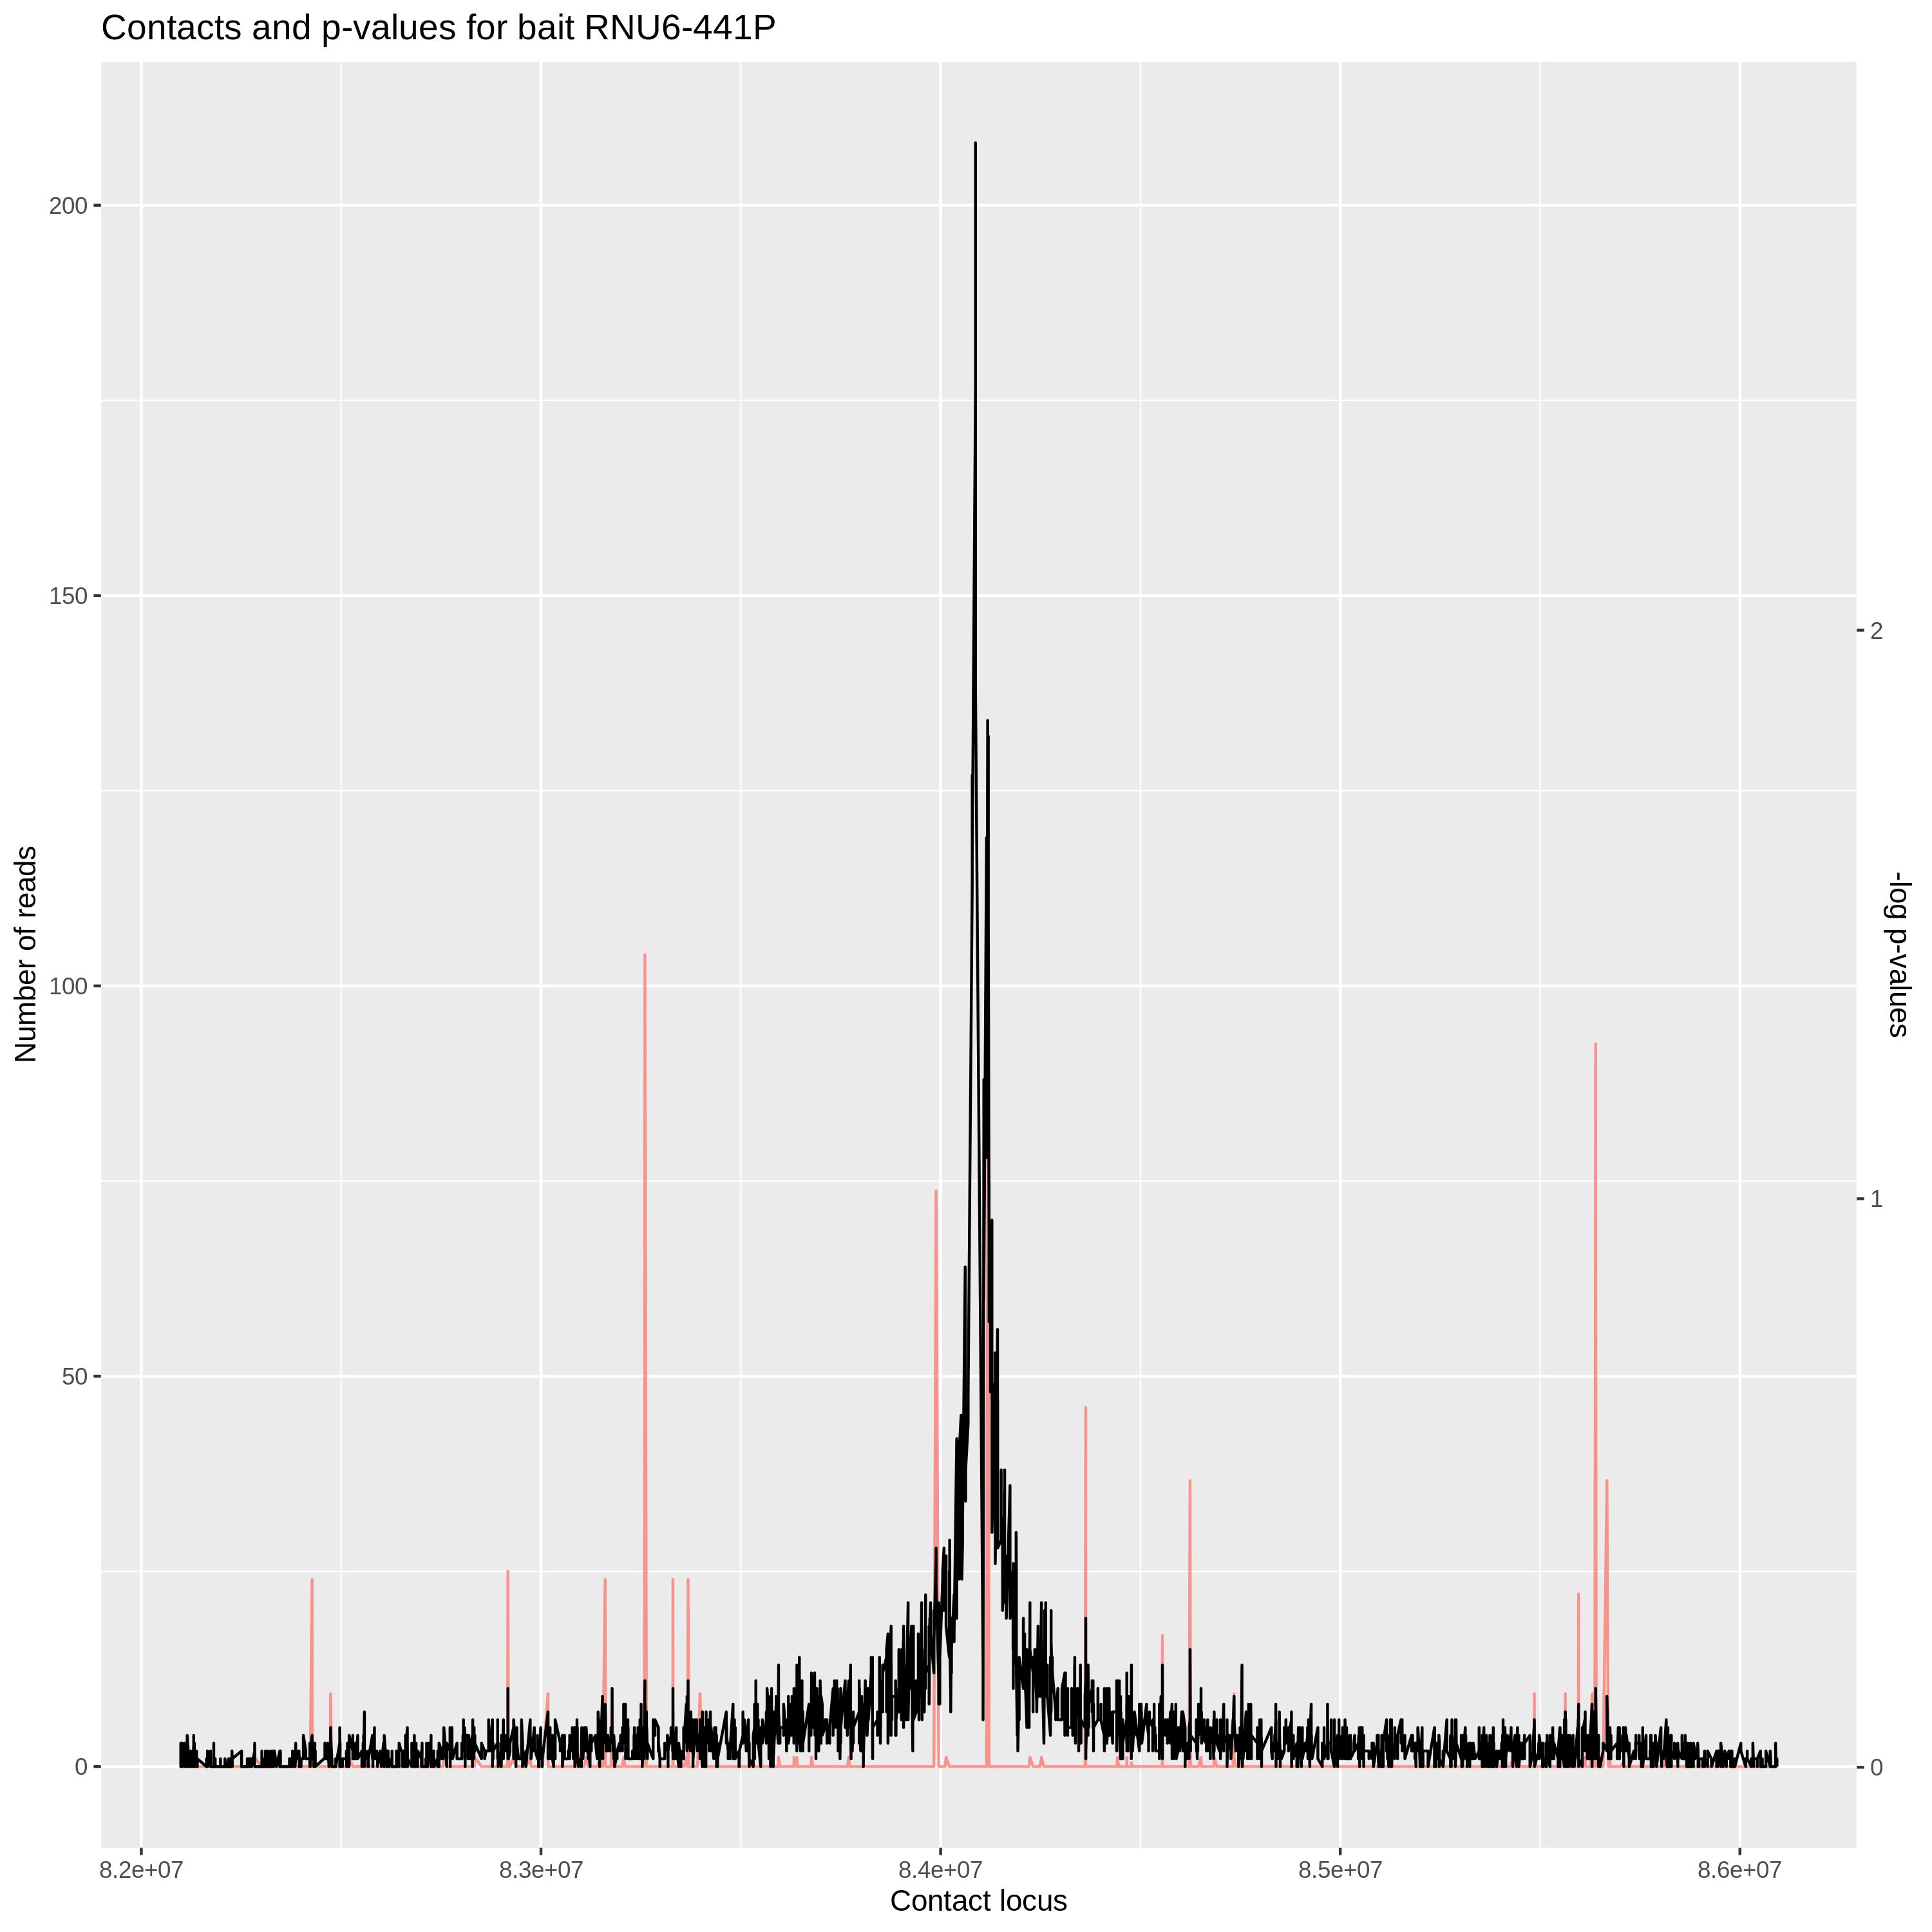 Contacts and p-values for bait RNU6-441P
200
150
100
50
0
Number of reads
2
1
0
-log p-values
8.2e+07
8.3e+07
8.4e+07
8.5e+07
8.6e+07
Contact locus